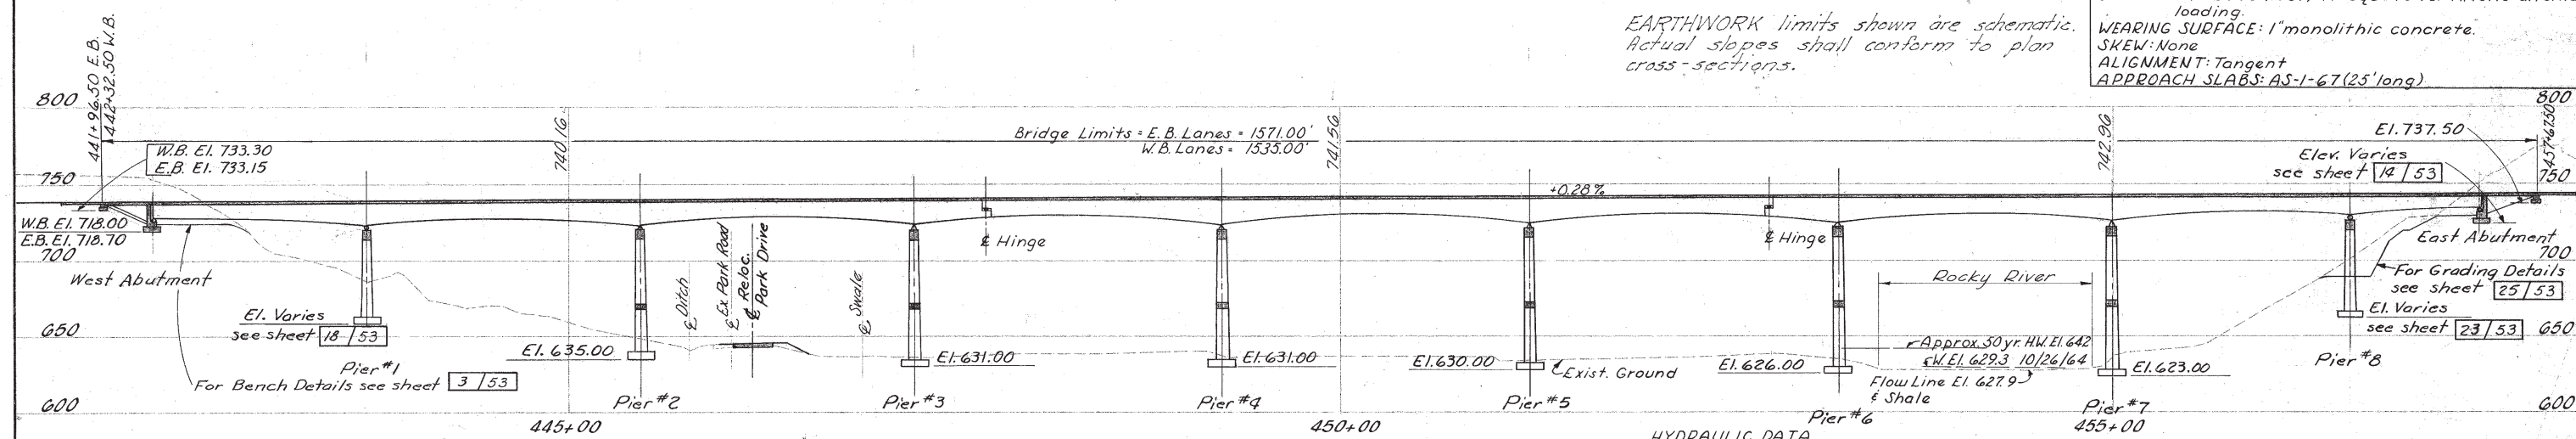 EARTHWORK limits shown are schematic.
Actual slopes shall conform to plan
cross-sections.
loading.
WEARING SURFACE: 1" monolithic concrete.
SKEW: None
ALIGNMENT: Tangent
APPROACH SLABS: AS-1-67 (25' long)
441+96.50 E.B.
442+32.50 W.B.
800
800
740.16
Bridge Limits = E.B. Lanes = 1571.00'
W.B. Lanes = 1535.00'
741.56
742.96
457+67.50
El. 737.50
W.B. El. 733.30
E.B. El. 733.15
Elev. Varies
see sheet 14/53
750
750
+0.28%
W.B. El. 718.00
E.B. El. 718.70
700
700
West Abutment
East Abutment
℄ Hinge
℄ Hinge
℄ Ditch
℄ Ex. Park Road
℄ Reloc.
Park Drive
℄ Swale
Rocky River
For Grading Details
see sheet 25/53
El. Varies
see sheet 18/53
El. Varies
see sheet 23/53
650
650
El. 635.00
El. 631.00
El. 631.00
El. 630.00
Exist. Ground
El. 626.00
Approx. 50 yr. H.W. El. 642
W. El. 629.3 10/26/64
Flow Line El. 627.9
& Shale
El. 623.00
For Bench Details see sheet 3/53
600
600
Pier #1
Pier #2
Pier #3
Pier #4
Pier #5
Pier #6
Pier #7
Pier #8
445+00
450+00
455+00
HYDRAULIC DATA